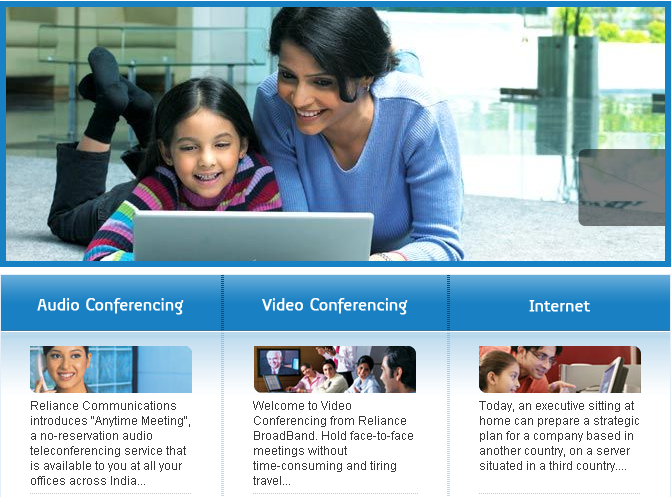 Audio Conferencing
Video Conferencing
Internet
Reliance Communications
introduces "Anytime Meeting",
a no-reservation audio
teleconferencing service that
is available to you at all your
offices across India...
Welcome to Video
Conferencing from Reliance
BroadBand. Hold face-to-face
meetings without
time-consuming and tiring
travel...
Today, an executive sitting at
home can prepare a strategic
plan for a company based in
another country, on a server
situated in a third country....